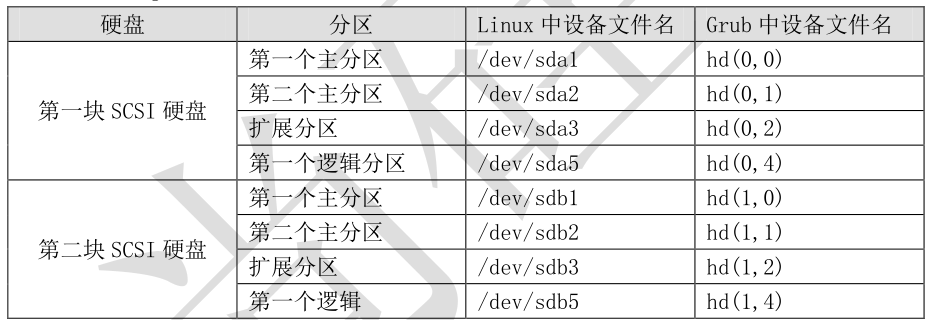 硬盘 分区 Linux 中设备文件名 Grub 中设备文件名
第一块 SCSI 硬盘 第一个主分区 /dev/sda1 hd(0,0)
第二个主分区 /dev/sda2 hd(0,1)
扩展分区 /dev/sda3 hd(0,2)
第一个逻辑分区 /dev/sda5 hd(0,4)
第二块 SCSI 硬盘 第一个主分区 /dev/sdb1 hd(1,0)
第二个主分区 /dev/sdb2 hd(1,1)
扩展分区 /dev/sdb3 hd(1,2)
第一个逻辑 /dev/sdb5 hd(1,4)